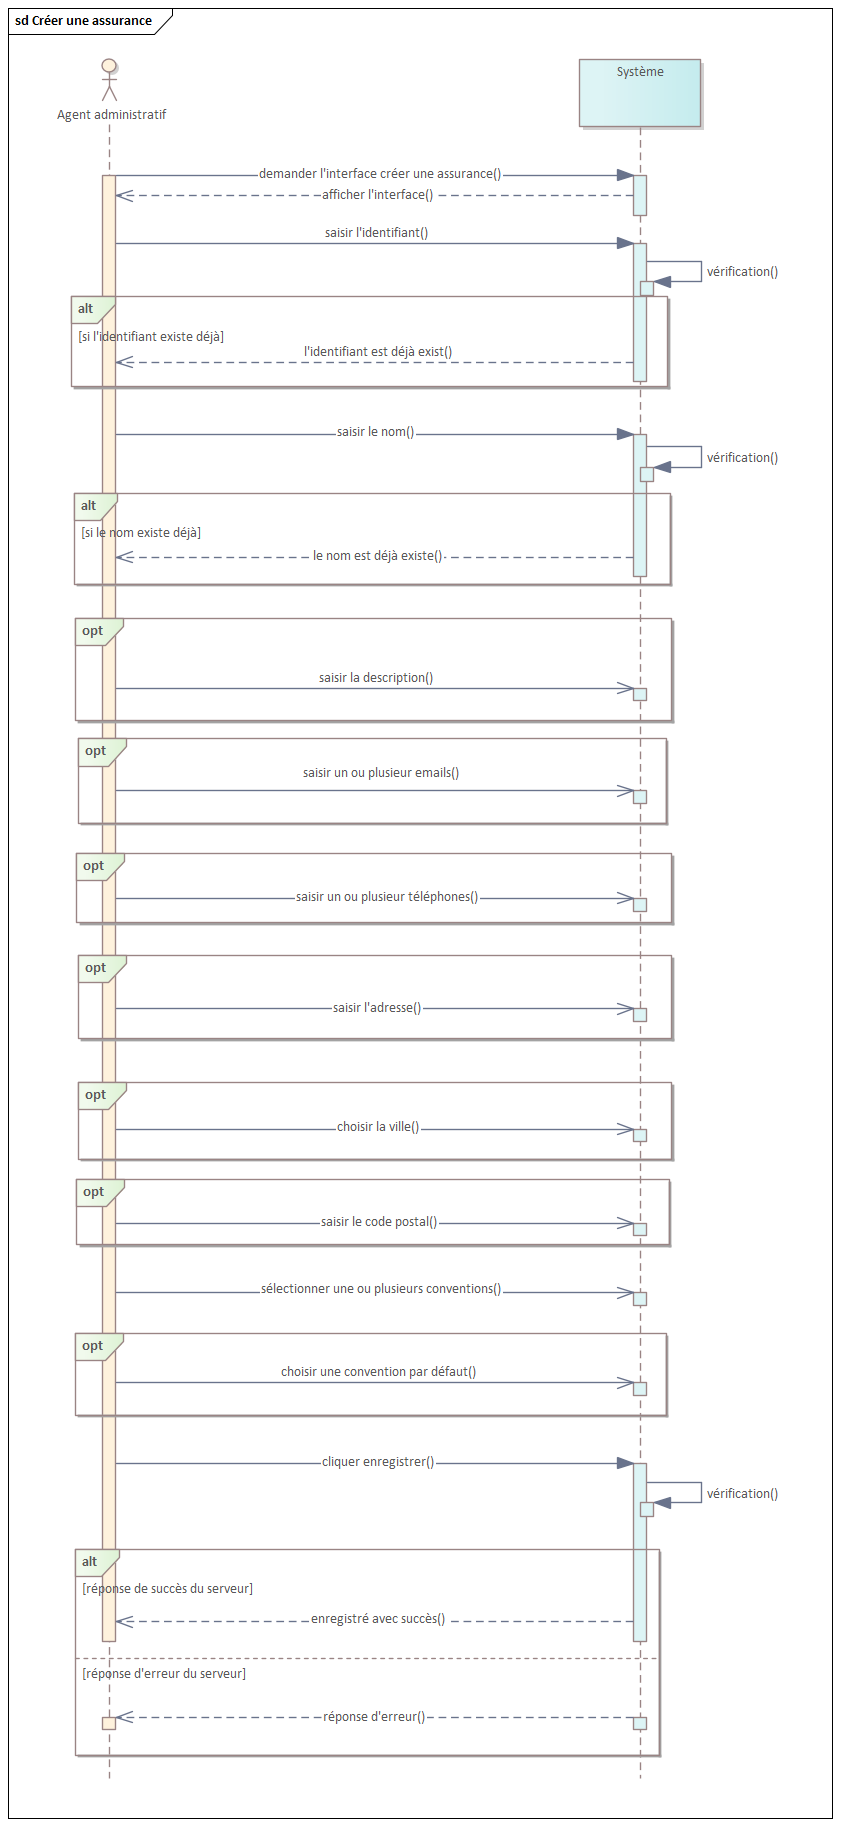 sd Créer une assurance
Agent administratif
Système
demander l'interface créer une assurance()
afficher l'interface()
saisir l'identifiant()
vérification()
alt
[si l'identifiant existe déjà]
l'identifiant est déjà exist()
saisir le nom()
vérification()
alt
[si le nom existe déjà]
le nom est déjà existe()
opt
saisir la description()
opt
saisir un ou plusieur emails()
opt
saisir un ou plusieur téléphones()
opt
saisir l'adresse()
opt
choisir la ville()
opt
saisir le code postal()
sélectionner une ou plusieurs conventions()
opt
choisir une convention par défaut()
cliquer enregistrer()
vérification()
alt
[réponse de succès du serveur]
enregistré avec succès()
[réponse d'erreur du serveur]
réponse d'erreur()